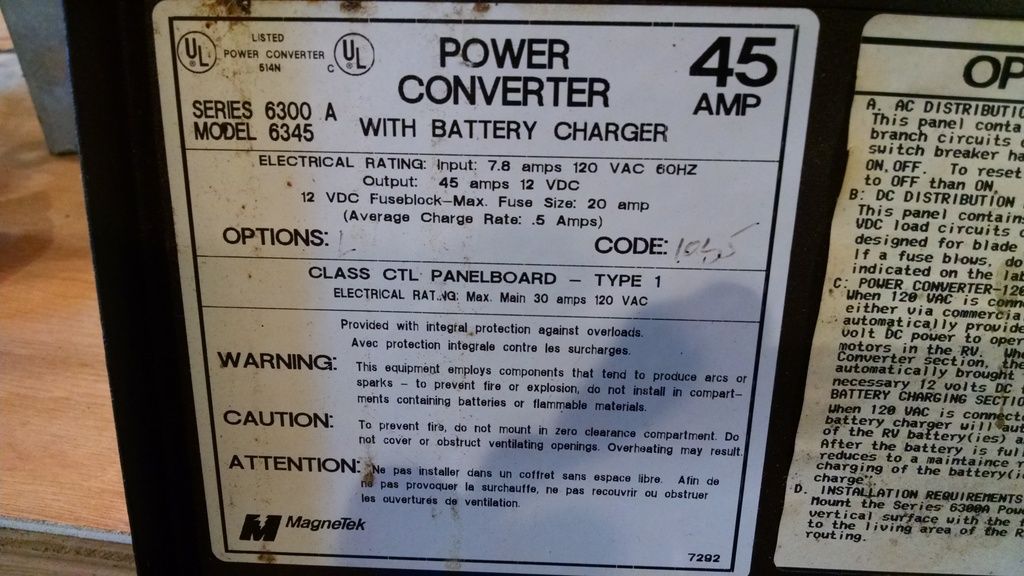 UL
LISTED
POWER CONVERTER
514N
C UL
POWER
CONVERTER
45
AMP
SERIES 6300 A
MODEL 6345
WITH BATTERY CHARGER
ELECTRICAL RATING: Input: 7.8 amps 120 VAC 60HZ
Output: 45 amps 12 VDC
12 VDC Fuseblock-Max. Fuse Size: 20 amp
(Average Charge Rate: .5 Amps)
OPTIONS:
CODE:
CLASS CTL PANELBOARD - TYPE 1
ELECTRICAL RATING: Max. Main 30 amps 120 VAC
Provided with integral protection against overloads.
Avec protection integrale contre les surcharges.
WARNING: This equipment employs components that tend to produce arcs or
sparks - to prevent fire or explosion, do not install in compart-
ments containing batteries or flammable materials.
CAUTION: To prevent fire, do not mount in zero clearance compartment. Do
not cover or obstruct ventilating openings. Overheating may result.
ATTENTION: Ne pas installer dans un coffret sans espace libre. Afin de
ne pas provoquer la surchauffe, ne pas recouvrir ou obstruer
les ouvertures de ventilation.
MagneTek
7292
OP
A. AC DISTRIBUTIO
This panel conta
branch circuits
switch breaker ha
ON, OFF. To reset
to OFF than ON.
B: DC DISTRIBUTION
This panel contain
VDC load circuits
designed for blade
If a fuse blows, do
indicated on the lab
C: POWER CONVERTER-120
When 120 VAC is conn
either via commercia
automatically provide
volt DC power to oper
motors in the RV. Whe
Converter section, the
automatically brought
necessary 12 volts DC
BATTERY CHARGING SECTIO
When 120 VAC is connect
battery charger will aut
of the RV battery(ies) a
After the battery is full
reduces to a maintaince r
charging of the battery(i
charge.
D. INSTALLATION REQUIREMENTS
Mount the Series 6300A Powe
vertical surface with the f
to the living area of the R
routing.